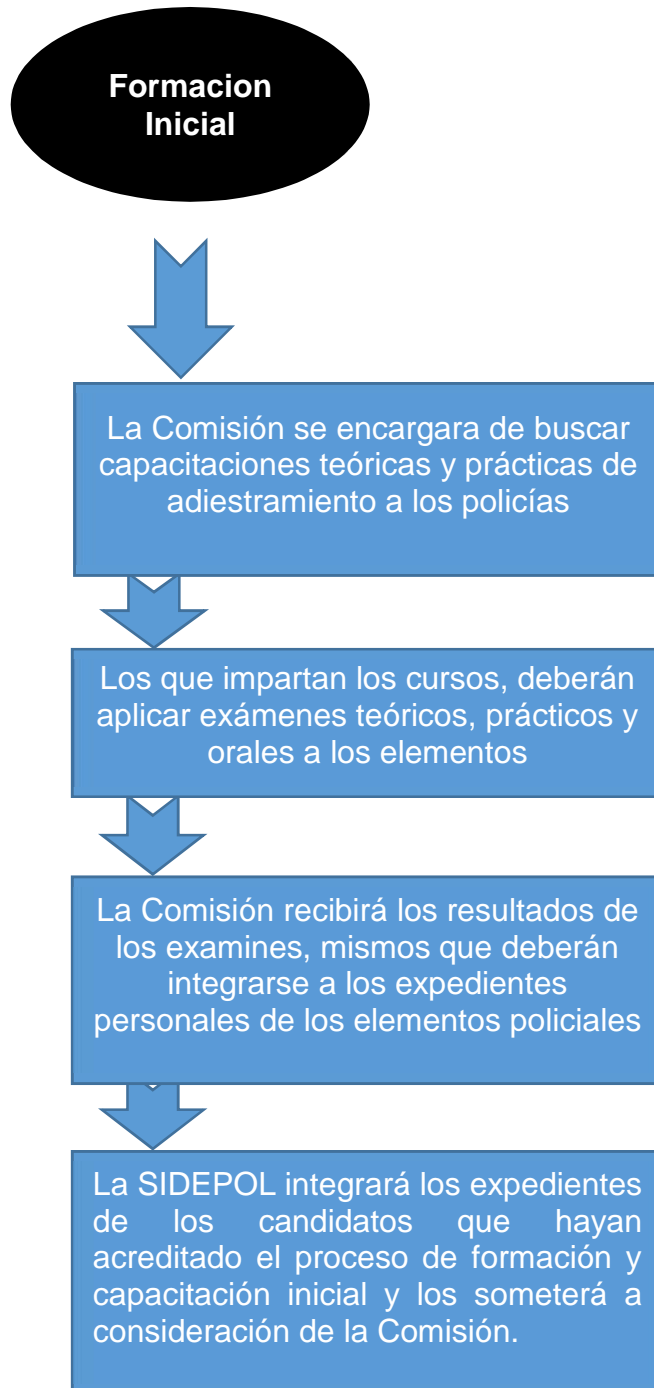 Formacion
Inicial
La Comisión se encargara de buscar
capacitaciones teóricas y prácticas de
adiestramiento a los policías
Los que impartan los cursos, deberán
aplicar exámenes teóricos, prácticos y
orales a los elementos
La Comisión recibirá los resultados de
los examines, mismos que deberán
integrarse a los expedientes
personales de los elementos policiales
La SIDEPOL integrará los expedientes
de los candidatos que hayan
acreditado el proceso de formación y
capacitación inicial y los someterá a
consideración de la Comisión.